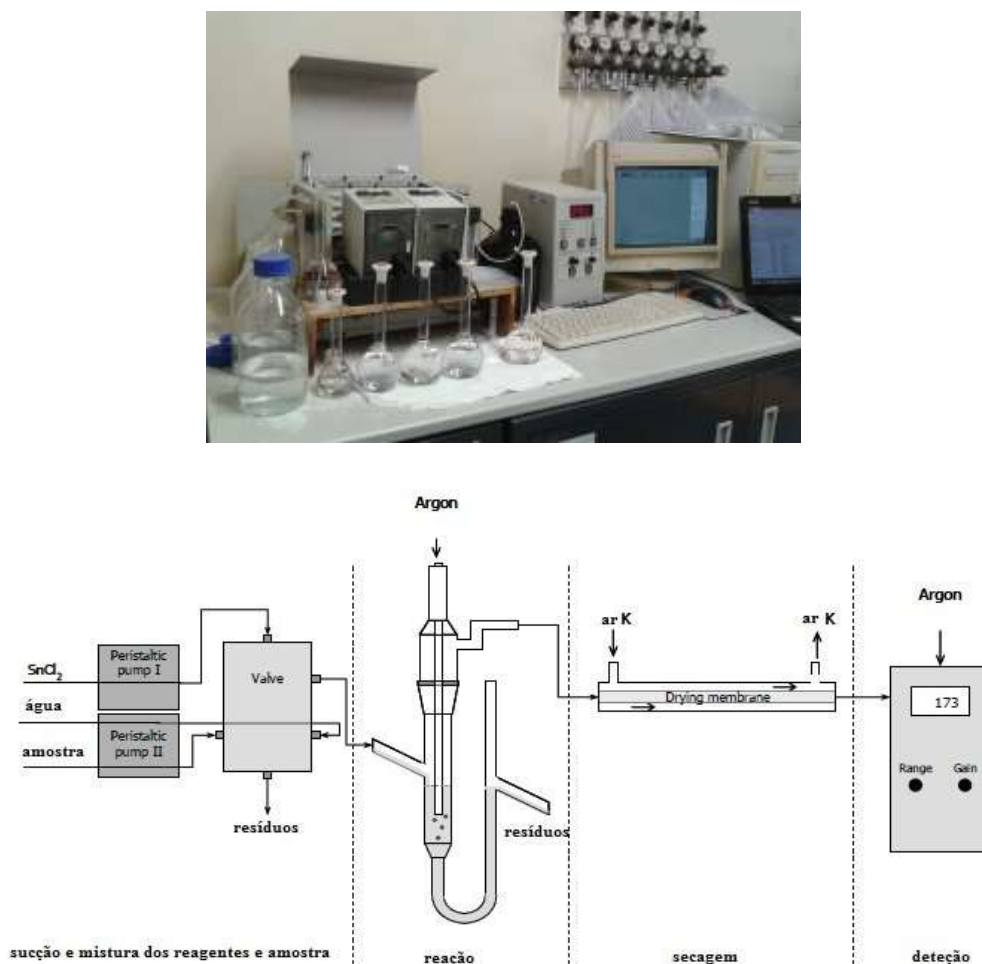 Argon
Argon
ar K
ar K
SnCl₂
Peristaltic
pump I
Valve
Drying membrane
173
água
Peristaltic
pump II
Range
Gain
amostra
resíduos
resíduos
sucção e mistura dos reagentes e amostra
reação
secagem
deteção